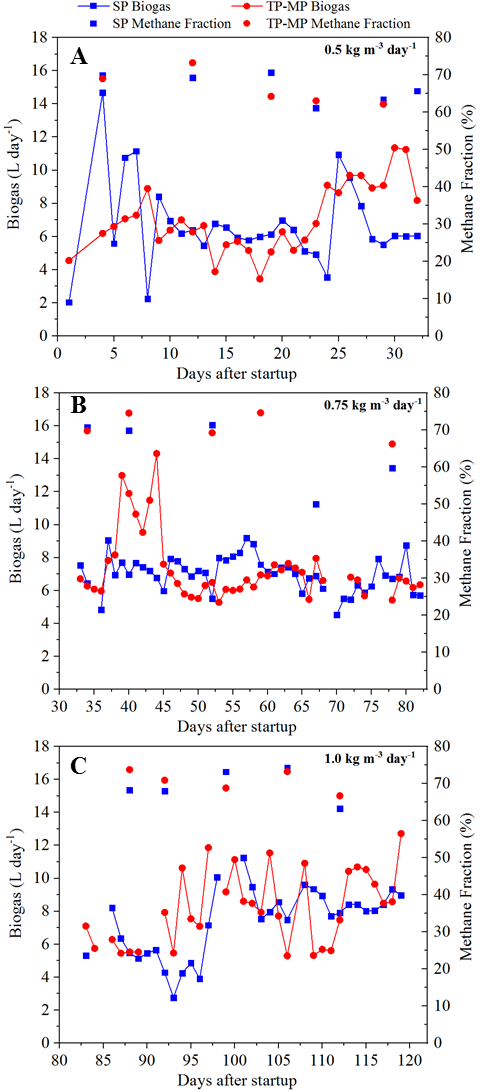 SP Biogas TP-MP Biogas
SP Methane Fraction TP-MP Methane Fraction
A
0.5 kg m-3 day-1
18
16
14
12
10
8
6
4
2
0
Biogas (L day-1)
80
70
60
50
40
30
20
10
0
Methane Fraction (%)
0 5 10 15 20 25 30
Days after startup
B
0.75 kg m-3 day-1
18
16
14
12
10
8
6
4
2
0
Biogas (L day-1)
80
70
60
50
40
30
20
10
0
Methane Fraction (%)
30 35 40 45 50 55 60 65 70 75 80
Days after startup
C
1.0 kg m-3 day-1
18
16
14
12
10
8
6
4
2
0
Biogas (L day-1)
80
70
60
50
40
30
20
10
0
Methane Fraction (%)
80 85 90 95 100 105 110 115 120
Days after startup